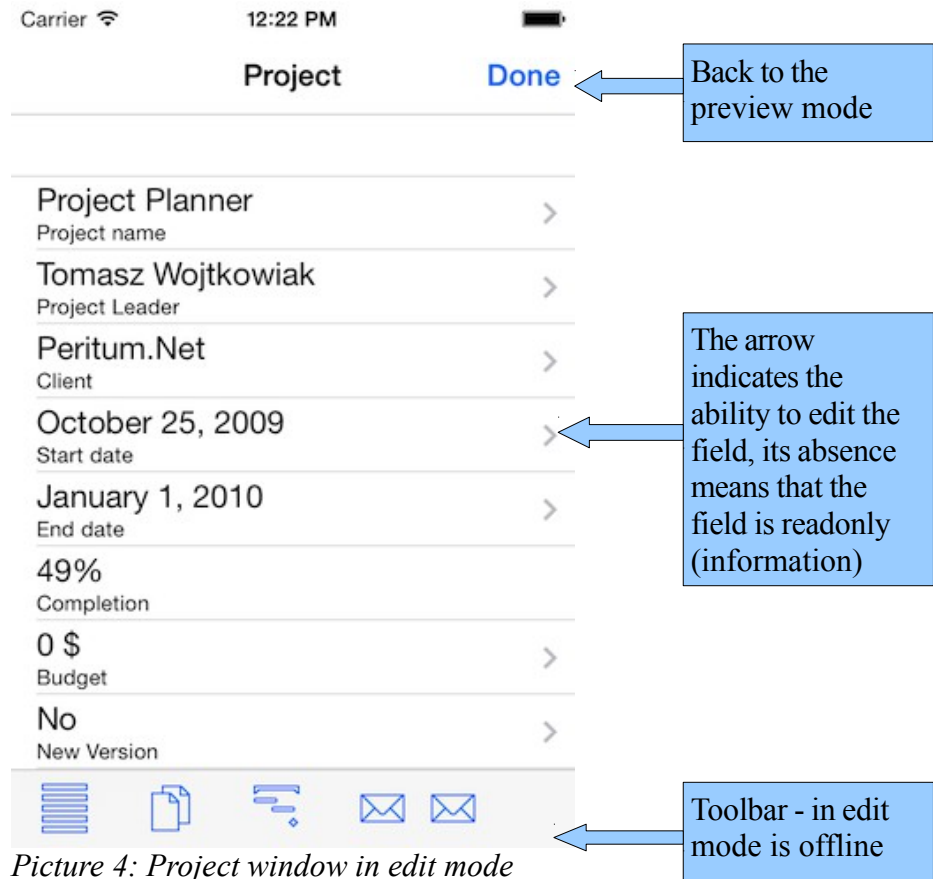 Carrier 12:22 PM
Project Done
Back to the
preview mode
Project Planner
Project name
Tomasz Wojtkowiak
Project Leader
Peritum.Net
Client
October 25, 2009
Start date
The arrow
indicates the
ability to edit the
field, its absence
means that the
field is readonly
(information)
January 1, 2010
End date
49%
Completion
0 $
Budget
No
New Version
Toolbar - in edit
mode is offline
Picture 4: Project window in edit mode